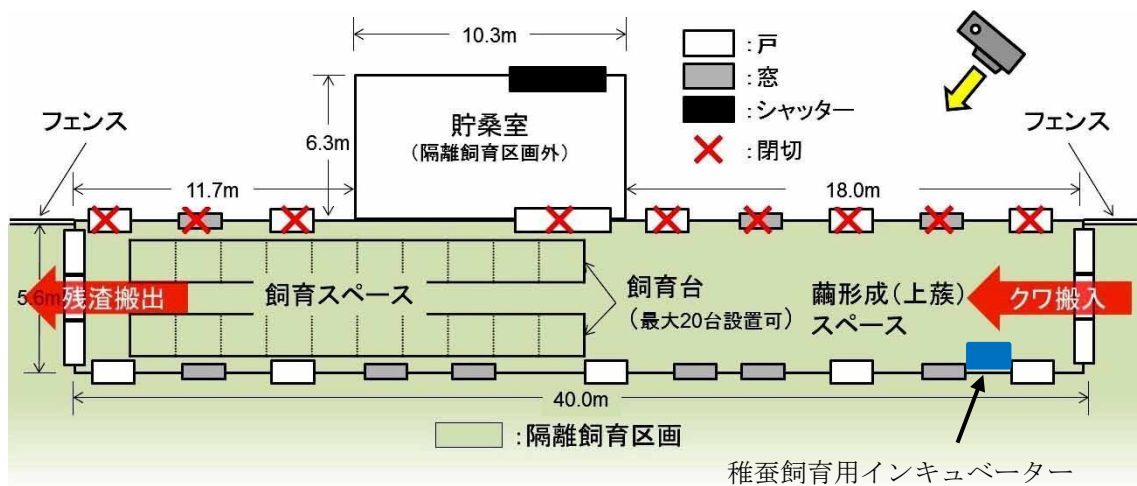 10.3m
：戸
：窓
：シャッター
：閉切
フェンス
6.3m
貯桑室
（隔離飼育区画外）
フェンス
11.7m
18.0m
5.6m
残渣搬出
飼育スペース
飼育台
（最大20台設置可）
繭形成（上蔟）
スペース
クワ搬入
40.0m
：隔離飼育区画
稚蚕飼育用インキュベーター